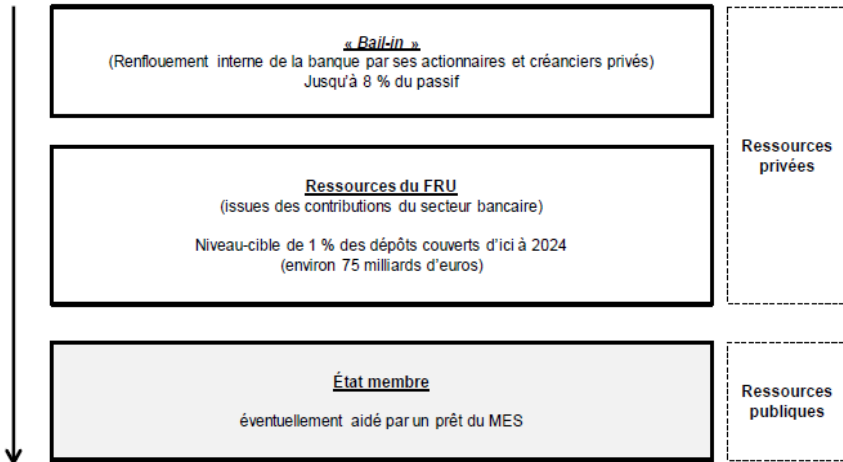 « Bail-in »
(Renflouement interne de la banque par ses actionnaires et créanciers privés)
Jusqu'à 8 % du passif
Ressources du FRU
(issues des contributions du secteur bancaire)
Niveau-cible de 1 % des dépôts couverts d'ici à 2024
(environ 75 milliards d'euros)
Ressources
privées
État membre
éventuellement aidé par un prêt du MES
Ressources
publiques